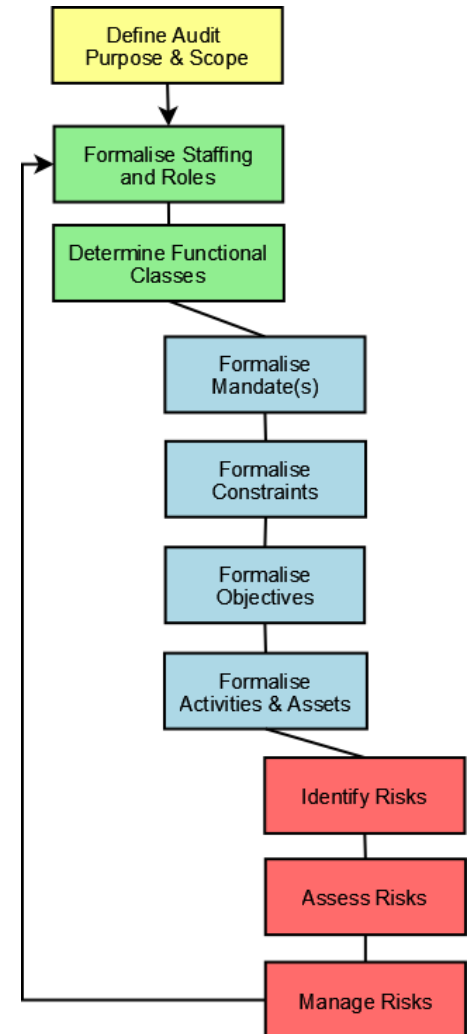 Define Audit
Purpose & Scope
Formalise Staffing
and Roles
Determine Functional
Classes
Formalise
Mandate(s)
Formalise
Constraints
Formalise
Objectives
Formalise
Activities & Assets
Identify Risks
Assess Risks
Manage Risks